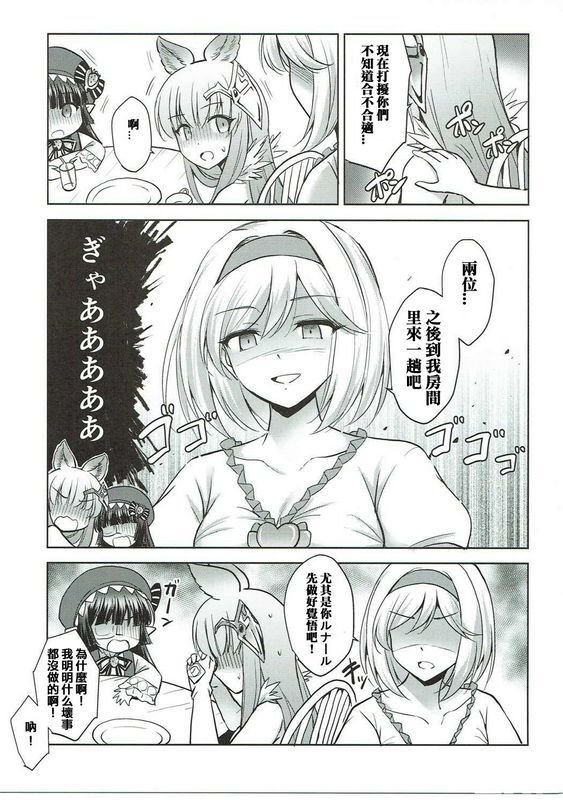 現在打擾你們
不知道合不合適…
ポン
ポン
啊…
兩位…
之後到我房間
里來一趟吧
ゴゴゴ
ゴゴゴ
ぎゃあああああ
尤其是你ルナール
先做好覺悟吧！
ニコッ
ガーン
為什麼啊！
我明明什么壞事
都沒做的啊！
吶！